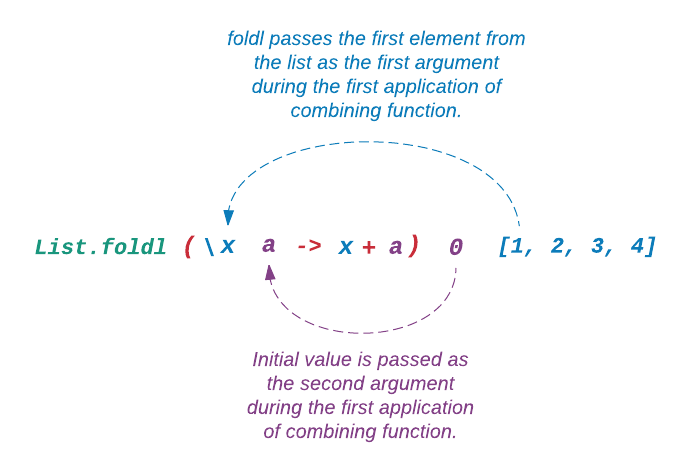 foldl passes the first element from
the list as the first argument
during the first application of
combining function.
List.foldl (\x a -> x + a) 0 [1, 2, 3, 4]
Initial value is passed as
the second argument
during the first application
of combining function.